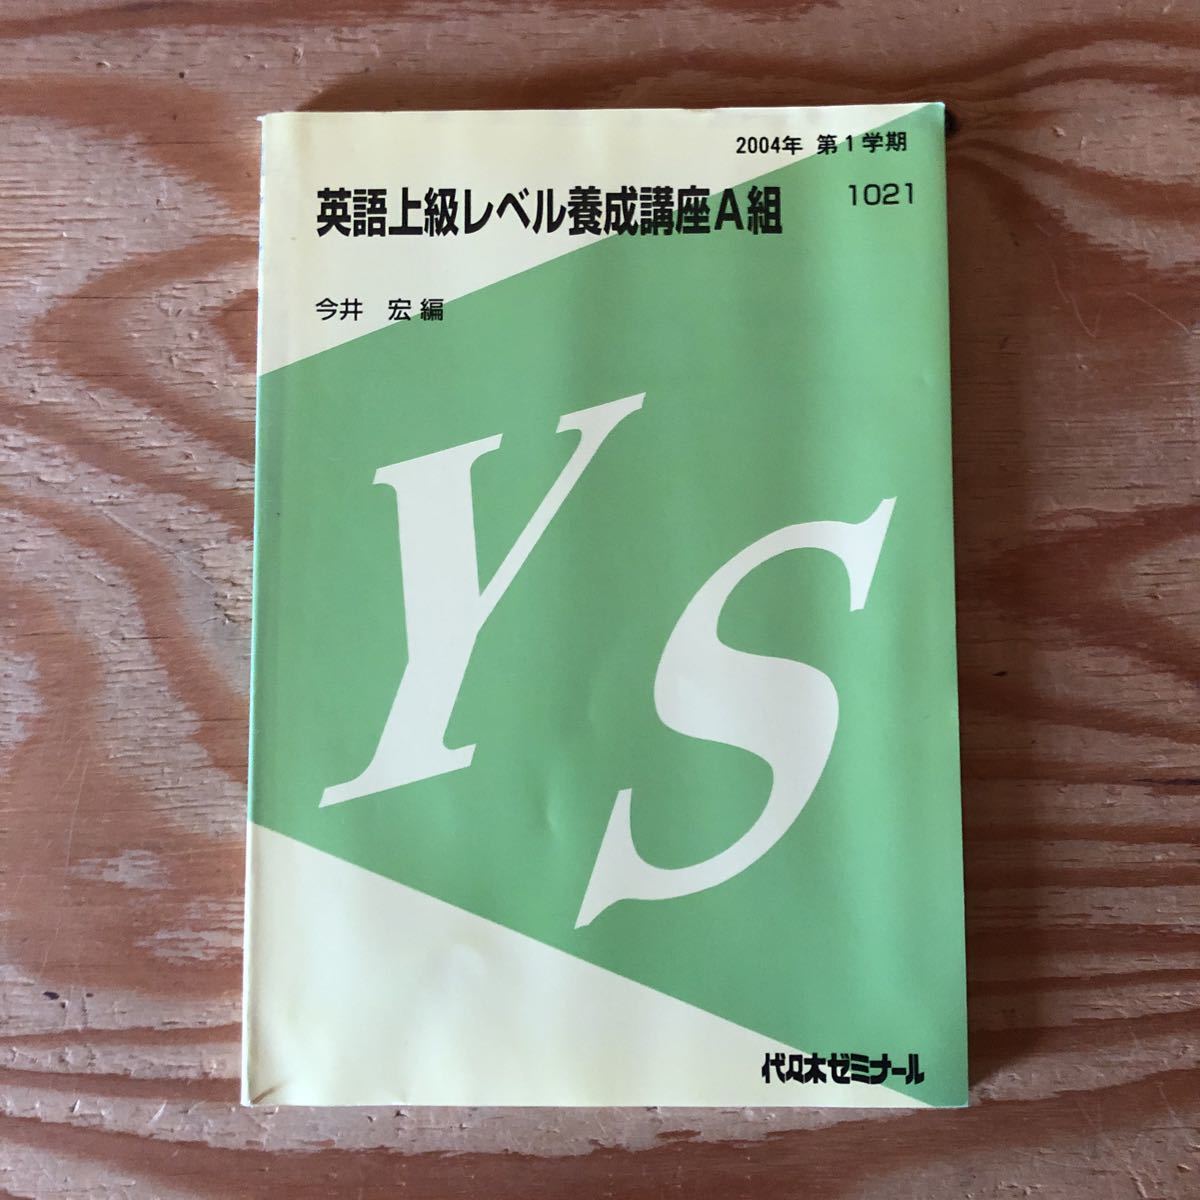 2004年 第1学期
1021
英語上級レベル養成講座A組
今井 宏 編
YS
代々木ゼミナール